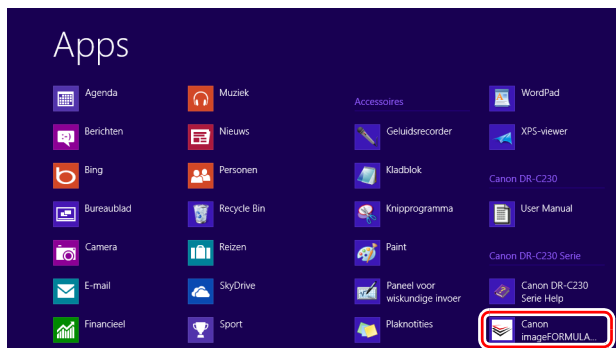 Apps
Agenda
Berichten
Bing
Bureaublad
Camera
E-mail
Financieel
Muziek
Nieuws
Personen
Recycle Bin
Reizen
SkyDrive
Sport
Accessoires
Geluidsrecorder
Kladblok
Knipprogramma
Paint
Paneel voor
wiskundige invoer
Plaknotities
WordPad
XPS-viewer
Canon DR-C230
User Manual
Canon DR-C230 Serie
Canon DR-C230
Serie Help
Canon
imageFORMULA...